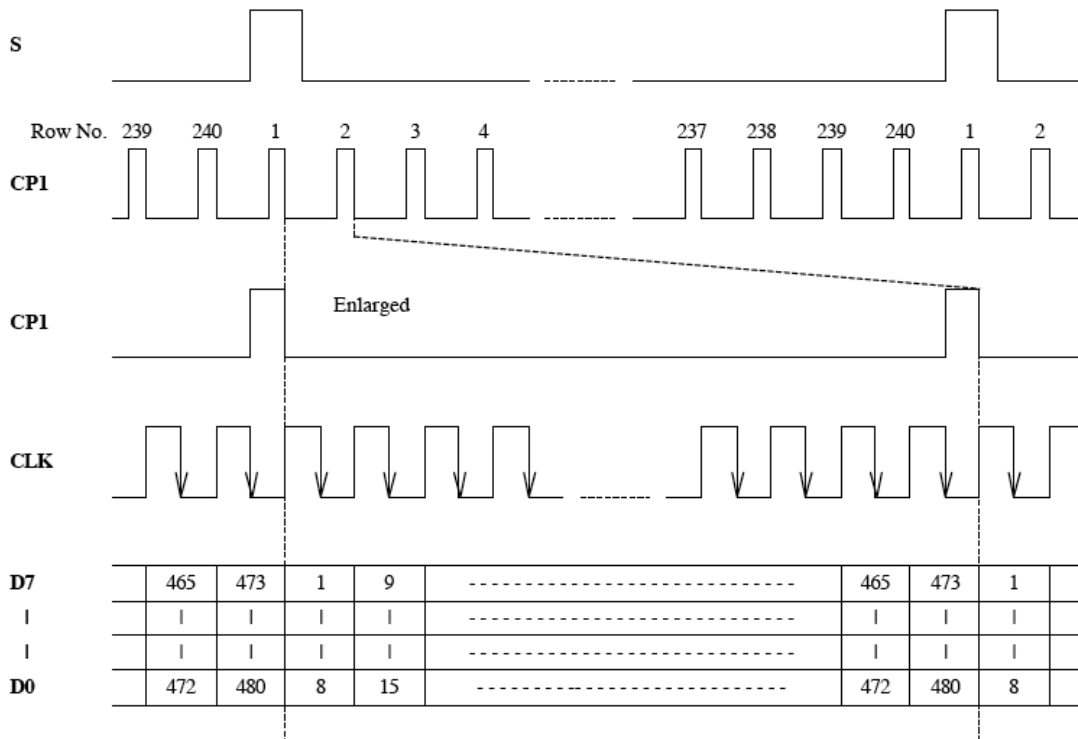 S
Row No. 239 240 1 2 3 4 237 238 239 240 1 2
CP1
Enlarged
CP1
CLK
D7 465 473 1 9 465 473 1
D0 472 480 8 15 472 480 8